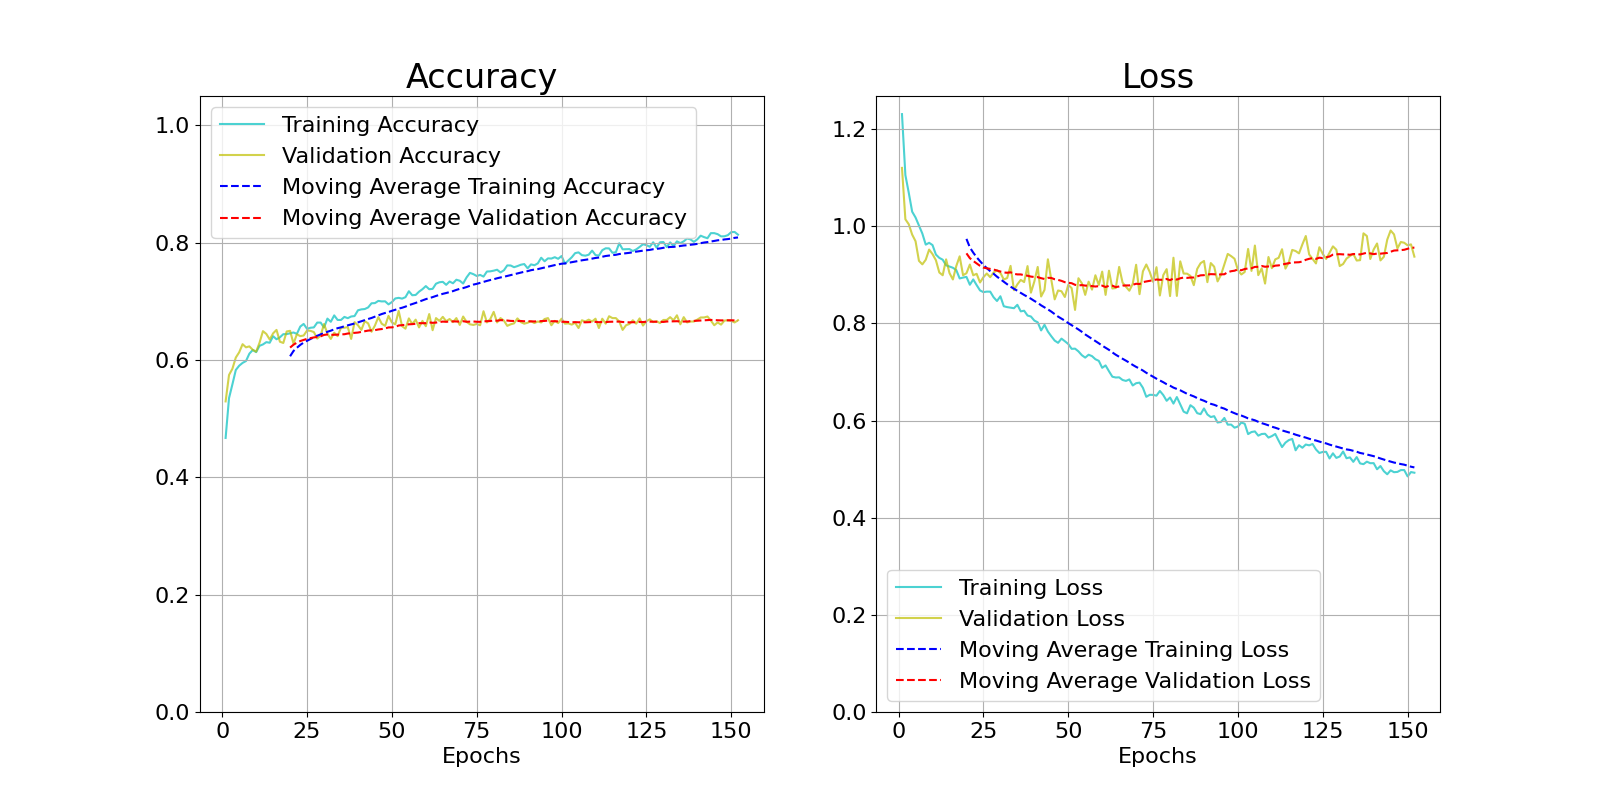 Accuracy
1.0
0.8
0.6
0.4
0.2
0.0
Training Accuracy
Validation Accuracy
Moving Average Training Accuracy
Moving Average Validation Accuracy
0 25 50 75 100 125 150
Epochs
Loss
1.2
1.0
0.8
0.6
0.4
0.2
0.0
Training Loss
Validation Loss
Moving Average Training Loss
Moving Average Validation Loss
0 25 50 75 100 125 150
Epochs